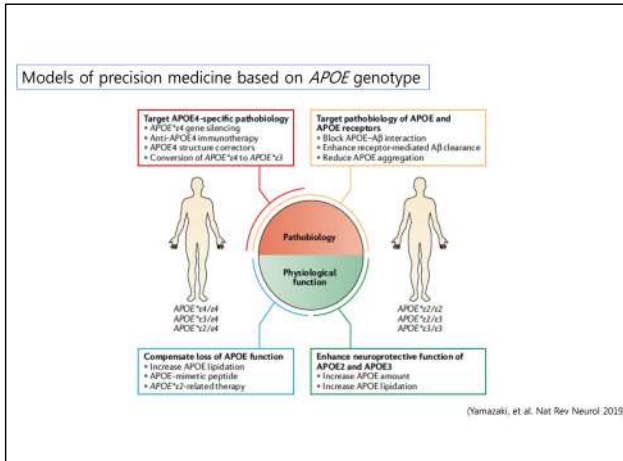 Models of precision medicine based on APOE genotype
Target APOE4-specific pathobiology
• APOE*ε4 gene silencing
• Anti-APOE4 immunotherapy
• APOE4 structure correctors
• Conversion of APOE*ε4 to APOE*ε3
Target pathobiology of APOE and
APOE receptors
• Block APOE–Aβ interaction
• Enhance receptor-mediated Aβ clearance
• Reduce APOE aggregation
Pathobiology
Physiological
function
APOE*ε4/ε4
APOE*ε3/ε4
APOE*ε2/ε4
APOE*ε2/ε2
APOE*ε2/ε3
APOE*ε3/ε3
Compensate loss of APOE function
• Increase APOE lipidation
• APOE-mimetic peptide
• APOE*ε2-related therapy
Enhance neuroprotective function of
APOE2 and APOE3
• Increase APOE amount
• Increase APOE lipidation
(Yamazaki, et al. Nat Rev Neurol 2019